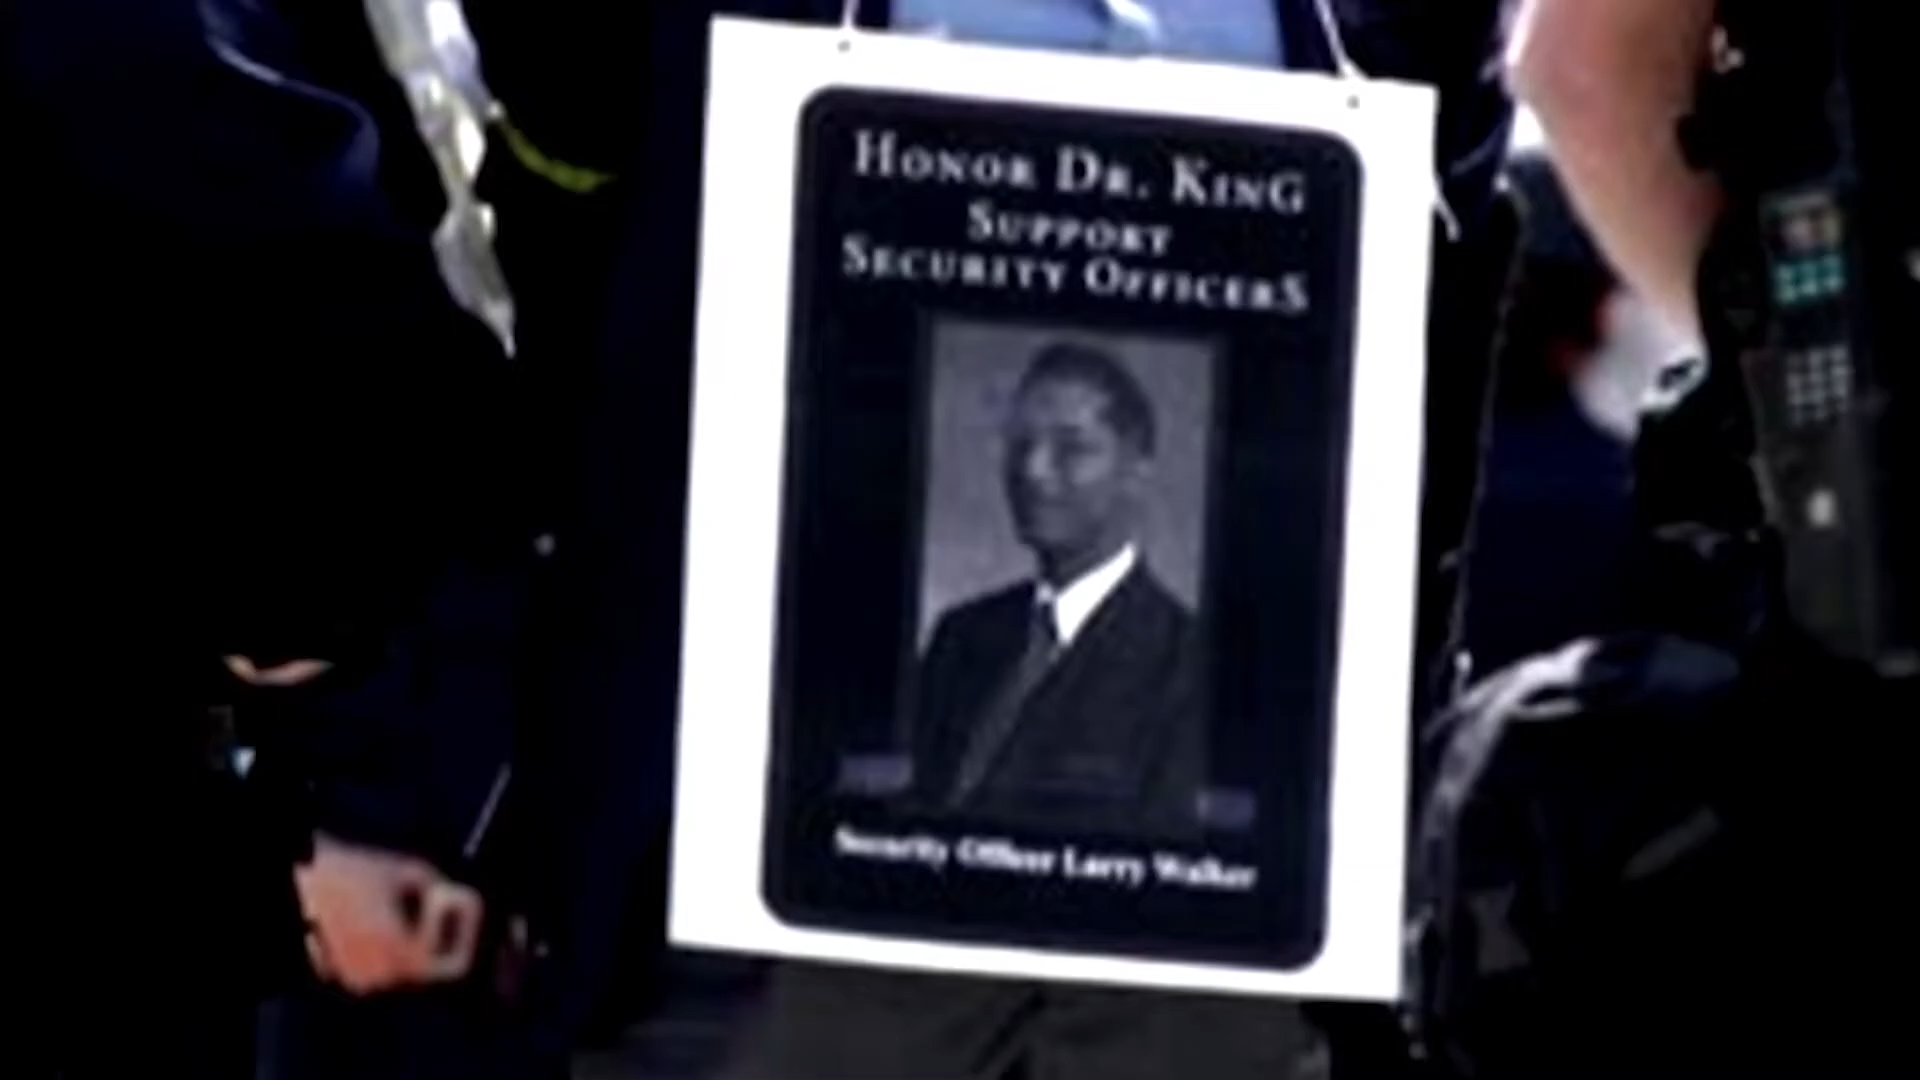 HONOR DR. KING
SUPPORT
SECURITY OFFICERS
Security Officer Larry Walker